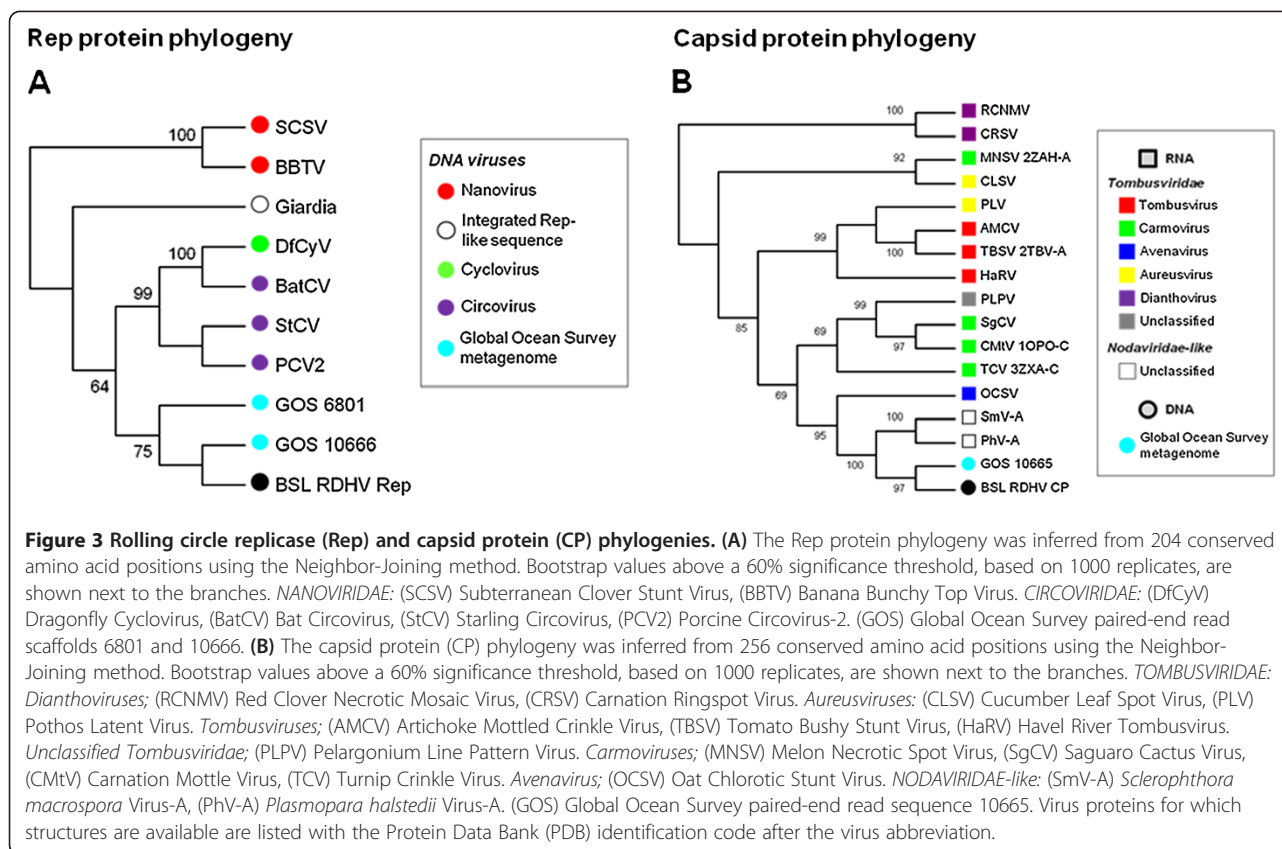 Rep protein phylogeny
Capsid protein phylogeny
A
SCSV
BBTV
Giardia
DfCyV
BatCV
StCV
PCV2
GOS 6801
GOS 10666
BSL RDHV Rep
100
100
99
64
75
DNA viruses
Nanovirus
Integrated Rep-like sequence
Cyclovirus
Circovirus
Global Ocean Survey metagenome
B
RCNMV
CRSV
MNSV 2ZAH-A
CLSV
PLV
AMCV
TBSV 2TBV-A
HaRV
PLPV
SgCV
CMtV 1OPO-C
TCV 3ZXA-C
OCSV
SmV-A
PhV-A
GOS 10665
BSL RDHV CP
100
92
99
100
85
99
69
97
69
95
100
100
97
RNA
Tombusviridae
Tombusvirus
Carmovirus
Avenavirus
Aureusvirus
Dianthovirus
Unclassified
Nodaviridae-like
Unclassified
DNA
Global Ocean Survey metagenome
Figure 3 Rolling circle replicase (Rep) and capsid protein (CP) phylogenies. (A) The Rep protein phylogeny was inferred from 204 conserved
amino acid positions using the Neighbor-Joining method. Bootstrap values above a 60% significance threshold, based on 1000 replicates, are
shown next to the branches. NANOVIRIDAE: (SCSV) Subterranean Clover Stunt Virus, (BBTV) Banana Bunchy Top Virus. CIRCOVIRIDAE: (DfCyV)
Dragonfly Cyclovirus, (BatCV) Bat Circovirus, (StCV) Starling Circovirus, (PCV2) Porcine Circovirus-2. (GOS) Global Ocean Survey paired-end read
scaffolds 6801 and 10666. (B) The capsid protein (CP) phylogeny was inferred from 256 conserved amino acid positions using the Neighbor-
Joining method. Bootstrap values above a 60% significance threshold, based on 1000 replicates, are shown next to the branches. TOMBUSVIRIDAE:
Dianthoviruses; (RCNMV) Red Clover Necrotic Mosaic Virus, (CRSV) Carnation Ringspot Virus. Aureusviruses: (CLSV) Cucumber Leaf Spot Virus, (PLV)
Pothos Latent Virus. Tombusviruses; (AMCV) Artichoke Mottled Crinkle Virus, (TBSV) Tomato Bushy Stunt Virus, (HaRV) Havel River Tombusvirus.
Unclassified Tombusviridae; (PLPV) Pelargonium Line Pattern Virus. Carmoviruses; (MNSV) Melon Necrotic Spot Virus, (SgCV) Saguaro Cactus Virus,
(CMtV) Carnation Mottle Virus, (TCV) Turnip Crinkle Virus. Avenavirus; (OCSV) Oat Chlorotic Stunt Virus. NODAVIRIDAE-like: (SmV-A) Sclerophthora
macrospora Virus-A, (PhV-A) Plasmopara halstedii Virus-A. (GOS) Global Ocean Survey paired-end read sequence 10665. Virus proteins for which
structures are available are listed with the Protein Data Bank (PDB) identification code after the virus abbreviation.